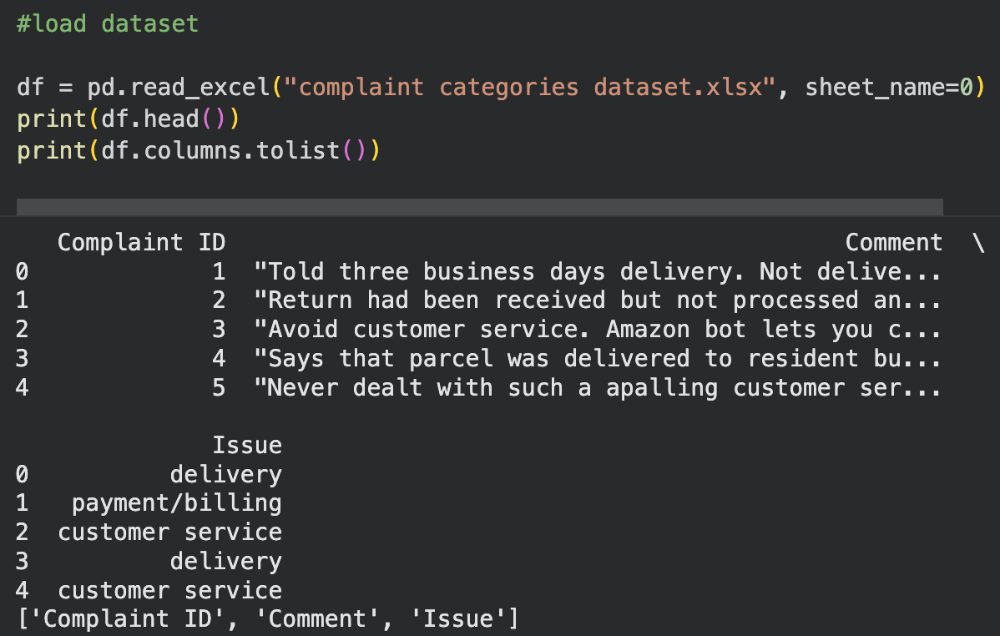 #load dataset
df = pd.read_excel("complaint categories dataset.xlsx", sheet_name=0)
print(df.head())
print(df.columns.tolist())
   Complaint ID                                            Comment  \
0             1  "Told three business days delivery. Not delive...
1             2  "Return had been received but not processed an...
2             3  "Avoid customer service. Amazon bot lets you c...
3             4  "Says that parcel was delivered to resident bu...
4             5  "Never dealt with such a apalling customer ser...
              Issue
0          delivery
1   payment/billing
2  customer service
3          delivery
4  customer service
['Complaint ID', 'Comment', 'Issue']